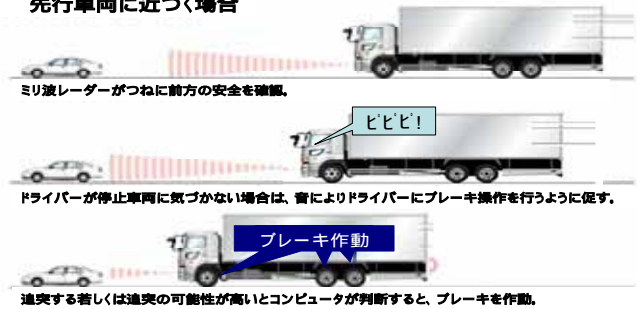 先行車両に近づく場合
ミリ波レーダーがつねに前方の安全を確認。
ピピピ!
ドライバーが停止車両に気づかない場合は、音によりドライバーにブレーキ操作を行うように促す。
ブレーキ作動
追突する若しくは追突の可能性が高いとコンピュータが判断すると、ブレーキを作動。